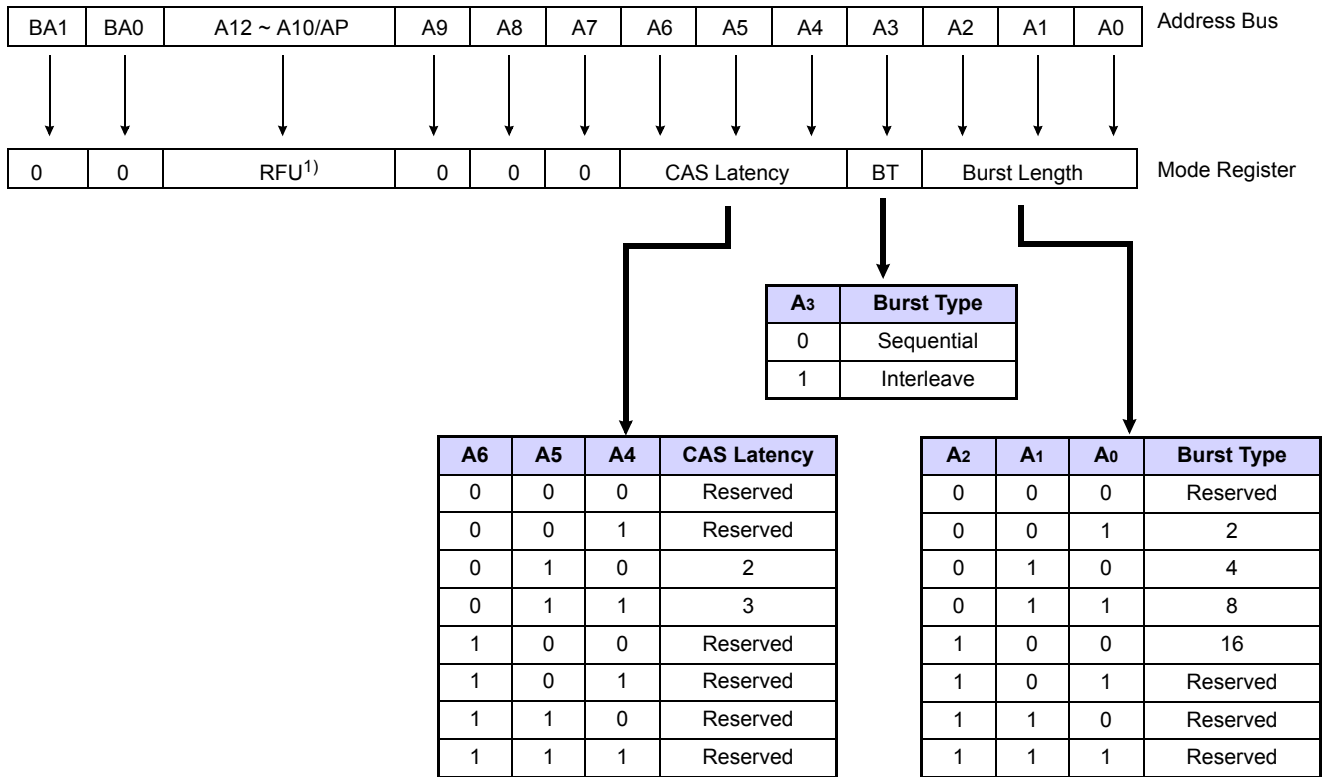 BA1 BA0 A12 ~ A10/AP A9 A8 A7 A6 A5 A4 A3 A2 A1 A0 Address Bus
0 0 RFU1) 0 0 0 CAS Latency BT Burst Length Mode Register
A3 Burst Type
0 Sequential
1 Interleave
A6 A5 A4 CAS Latency
0 0 0 Reserved
0 0 1 Reserved
0 1 0 2
0 1 1 3
1 0 0 Reserved
1 0 1 Reserved
1 1 0 Reserved
1 1 1 Reserved
A2 A1 A0 Burst Type
0 0 0 Reserved
0 0 1 2
0 1 0 4
0 1 1 8
1 0 0 16
1 0 1 Reserved
1 1 0 Reserved
1 1 1 Reserved